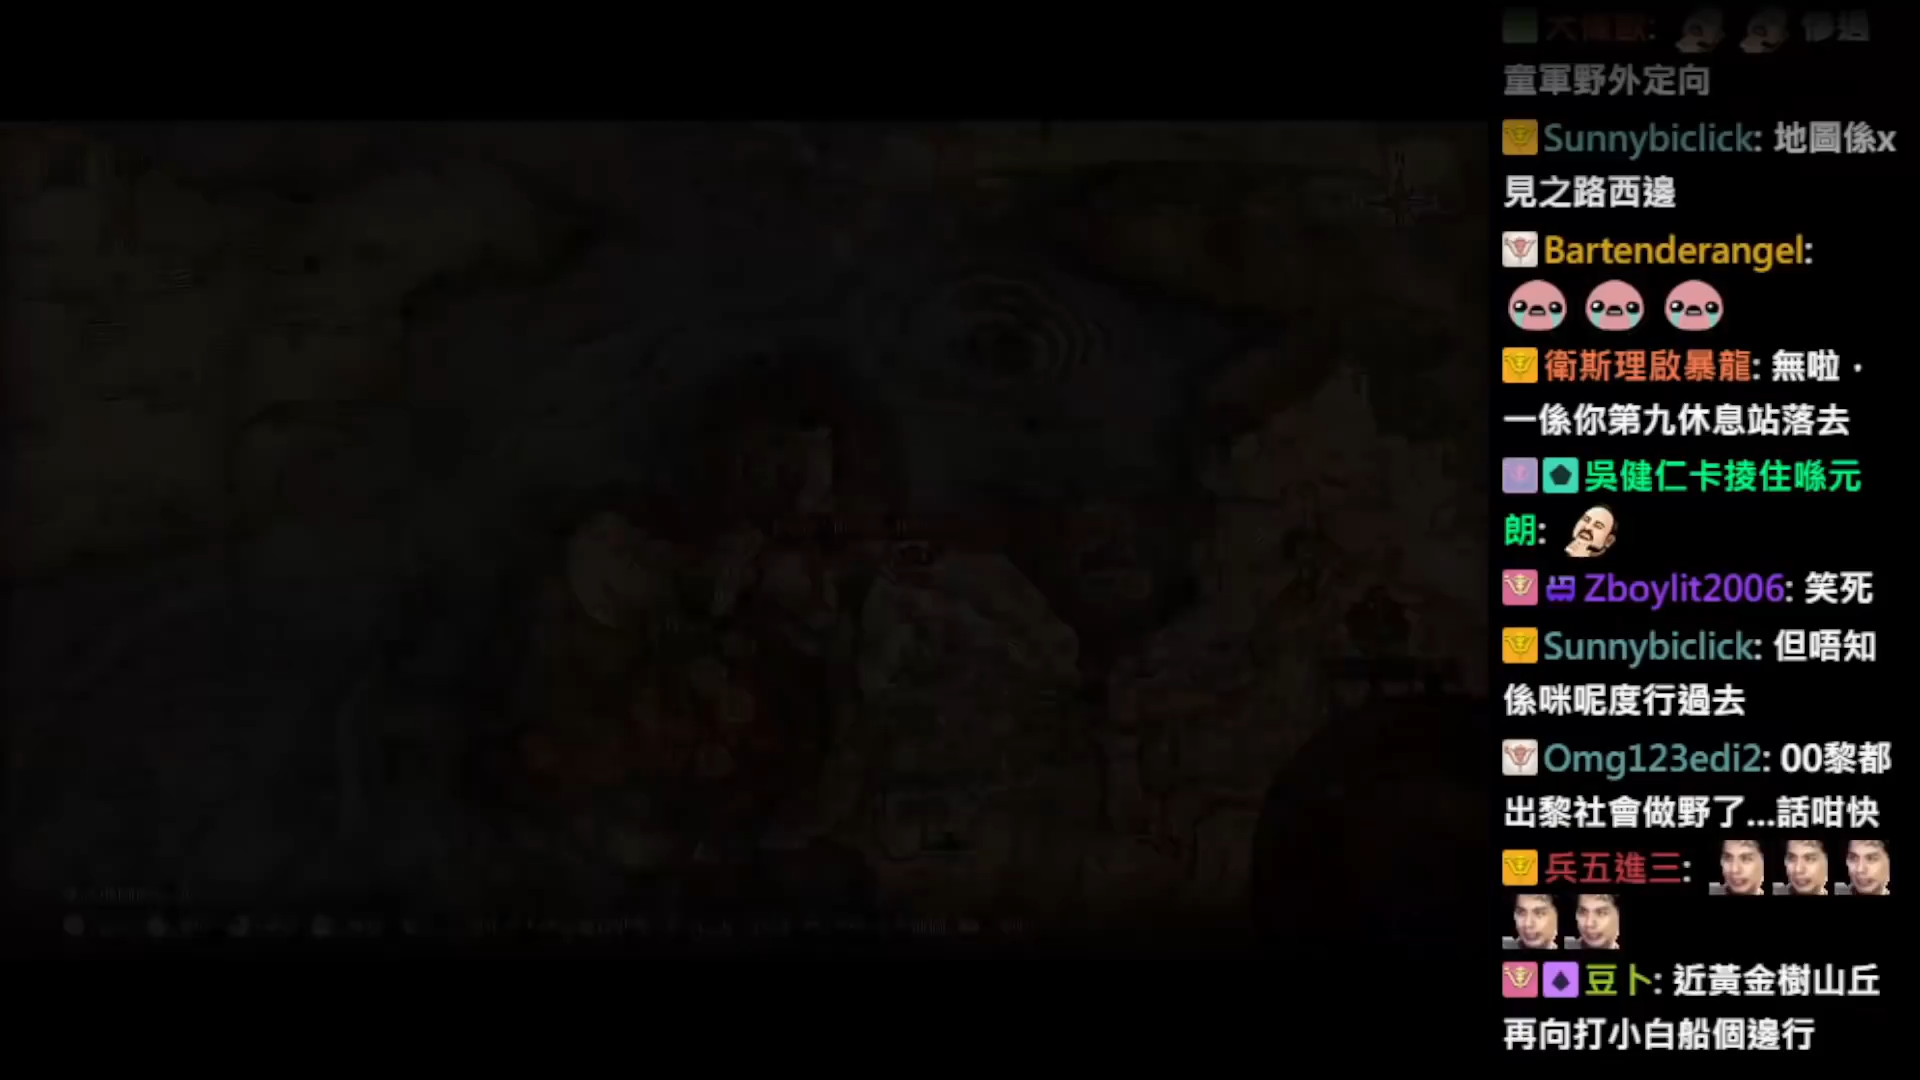 童軍野外定向
Sunnybiclick: 地圖係x
見之路西邊
Bartenderangel:
衛斯理啟暴龍: 無啦，
一係你第九休息站落去
吳健仁卡掕住喺元
朗:
Zboylit2006: 笑死
Sunnybiclick: 但唔知
係咪呢度行過去
Omg123edi2: 00黎都
出黎社會做野了...話咁快
兵五進三:
豆卜: 近黃金樹山丘
再向打小白船個邊行